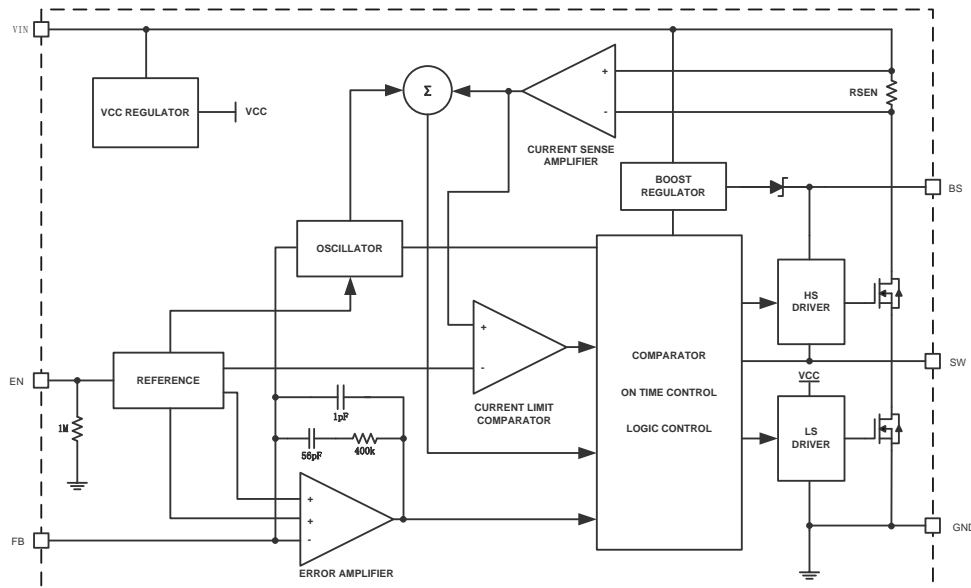 VIN
VCC REGULATOR
VCC
Σ
+
-
CURRENT SENSE
AMPLIFIER
RSEN
BOOST
REGULATOR
BS
OSCILLATOR
HS
DRIVER
+
-
CURRENT LIMIT
COMPARATOR
COMPARATOR
ON TIME CONTROL
LOGIC CONTROL
SW
VCC
LS
DRIVER
EN
REFERENCE
1M
1pF
56pF
400k
+
+
-
ERROR AMPLIFIER
FB
GND